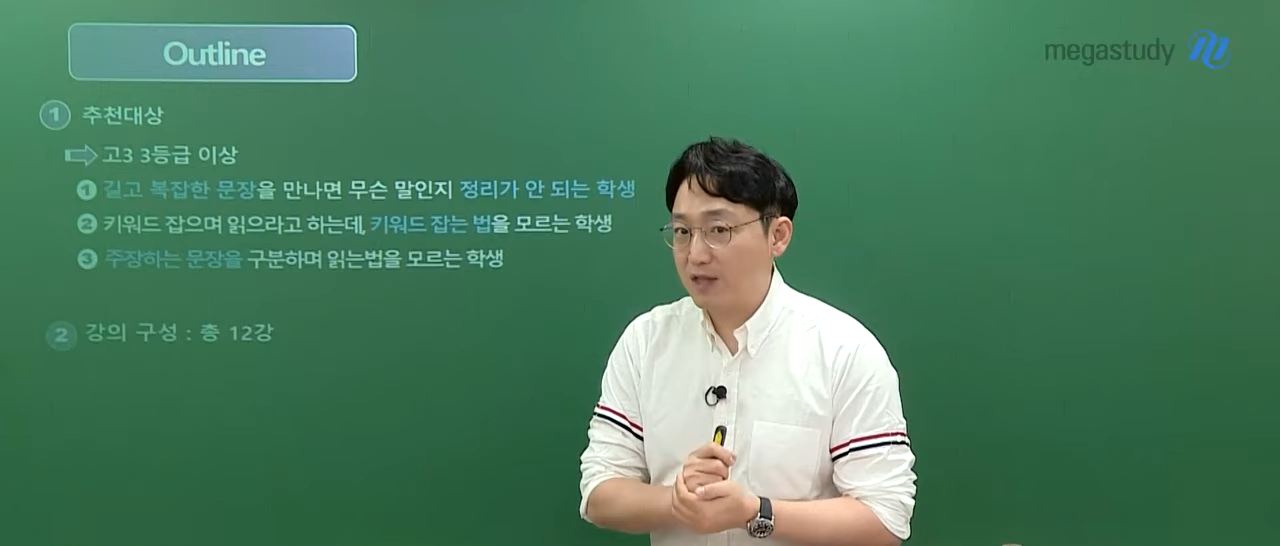 Outline
megastudy
1 추천대상
고3 3등급 이상
1 길고 복잡한 문장을 만나면 무슨 말인지 정리가 안 되는 학생
2 키워드 잡으며 읽으라고 하는데, 키워드 잡는 법을 모르는 학생
3 주장하는 문장을 구분하며 읽는법을 모르는 학생
2 강의 구성 : 총 12강